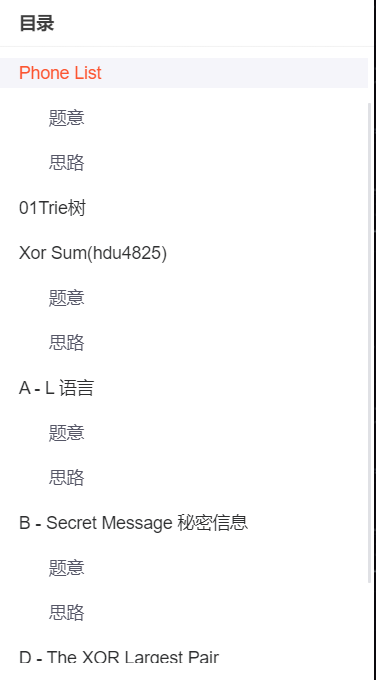 目录
Phone List
题意
思路
01Trie树
Xor Sum(hdu4825)
题意
思路
A - L 语言
题意
思路
B - Secret Message 秘密信息
题意
思路
D - The XOR Largest Pair